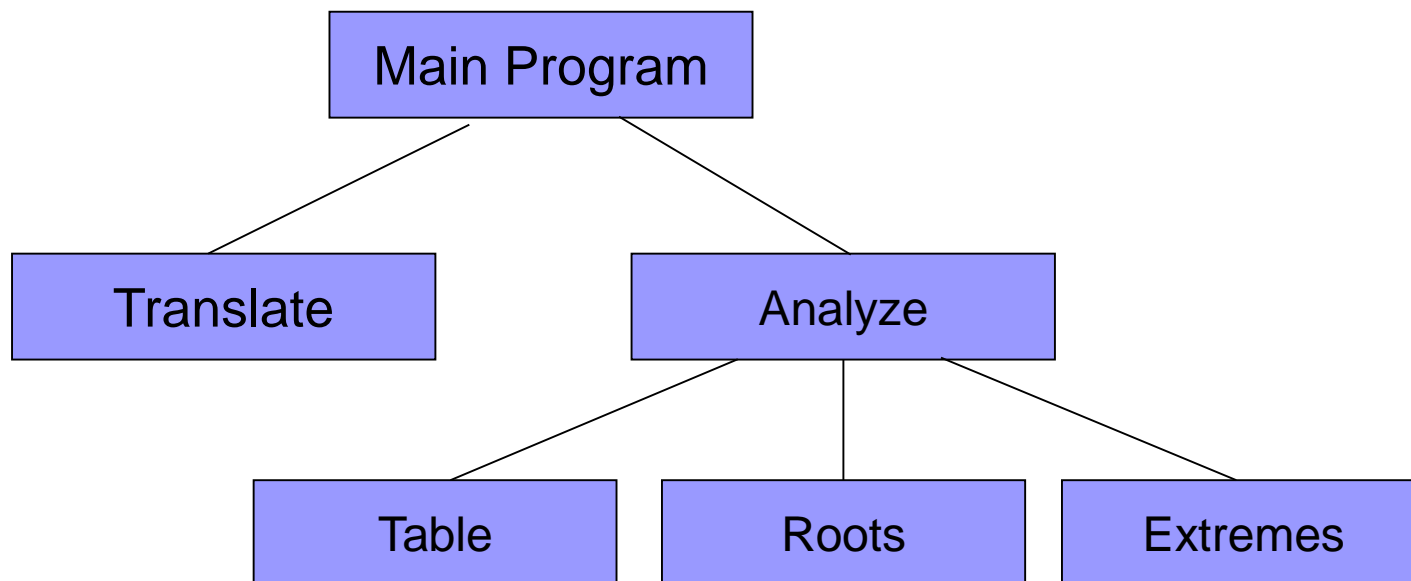 Main Program
Translate
Analyze
Table
Roots
Extremes